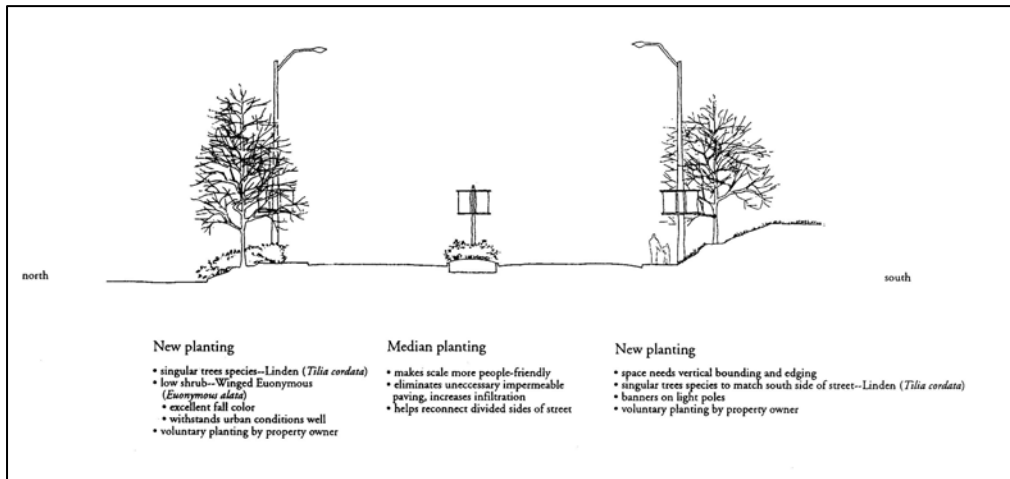 north
south
New planting
• singular trees species--Linden (Tilia cordata)
• low shrub--Winged Euonymous
(Euonymous alata)
• excellent fall color
• withstands urban conditions well
• voluntary planting by property owner
Median planting
• makes scale more people-friendly
• eliminates uneccessary impermeable
paving, increases infiltration
• helps reconnect divided sides of street
New planting
• space needs vertical bounding and edging
• singular trees species to match south side of street--Linden (Tilia cordata)
• banners on light poles
• voluntary planting by property owner